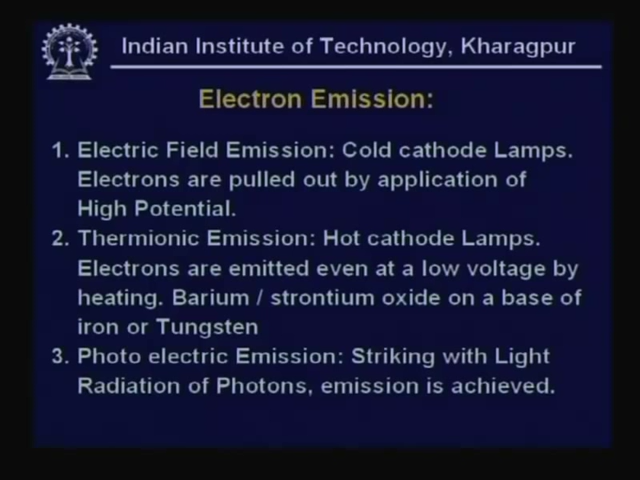 Indian Institute of Technology, Kharagpur
Electron Emission:
1. Electric Field Emission: Cold cathode Lamps.
Electrons are pulled out by application of
High Potential.
2. Thermionic Emission: Hot cathode Lamps.
Electrons are emitted even at a low voltage by
heating. Barium / strontium oxide on a base of
iron or Tungsten
3. Photo electric Emission: Striking with Light
Radiation of Photons, emission is achieved.